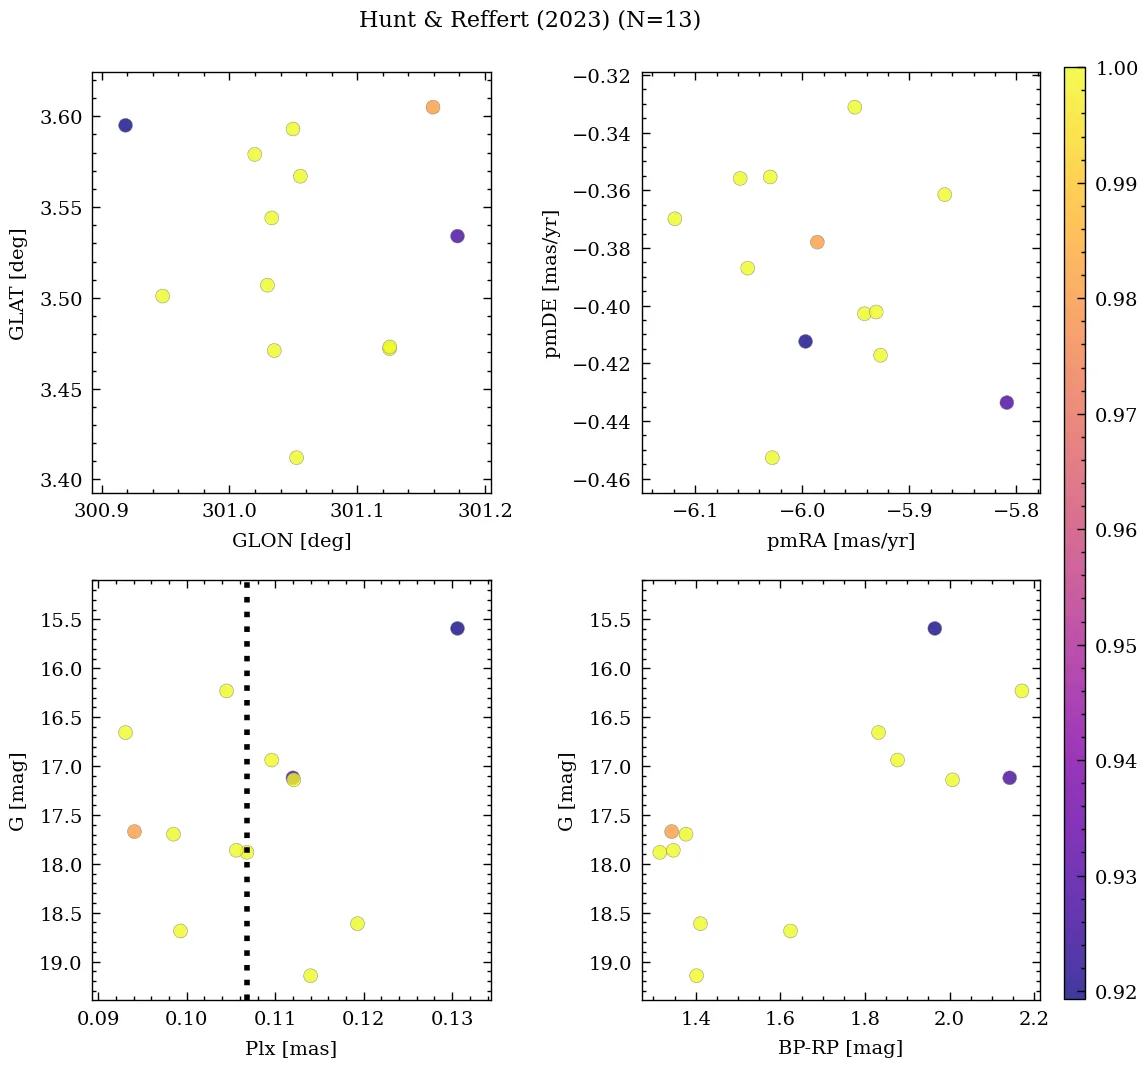 Hunt & Reffert (2023) (N=13)
3.60
3.55
3.50
3.45
3.40
GLAT [deg]
300.9 301.0 301.1 301.2
GLON [deg]
−0.32
−0.34
−0.36
−0.38
−0.40
−0.42
−0.44
−0.46
pmDE [mas/yr]
−6.1 −6.0 −5.9 −5.8
pmRA [mas/yr]
15.5
16.0
16.5
17.0
17.5
18.0
18.5
19.0
G [mag]
0.09 0.10 0.11 0.12 0.13
Plx [mas]
15.5
16.0
16.5
17.0
17.5
18.0
18.5
19.0
G [mag]
1.4 1.6 1.8 2.0 2.2
BP-RP [mag]
1.00
0.99
0.98
0.97
0.96
0.95
0.94
0.93
0.92